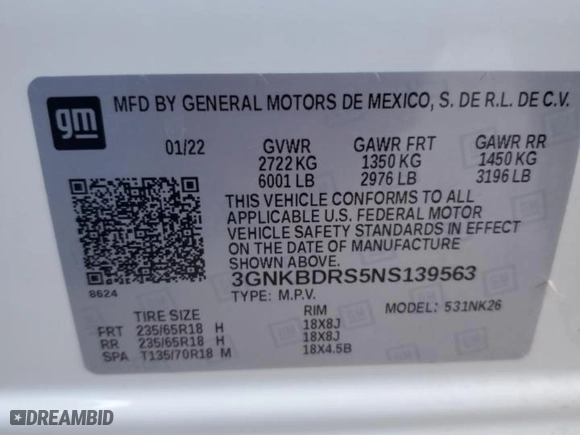 gm
MFD BY GENERAL MOTORS DE MEXICO, S. DE R.L. DE C.V.
01/22 GVWR GAWR FRT GAWR RR
2722 KG 1350 KG 1450 KG
6001 LB 2976 LB 3196 LB
THIS VEHICLE CONFORMS TO ALL
APPLICABLE U.S. FEDERAL MOTOR
VEHICLE SAFETY STANDARDS IN EFFECT
ON THE DATE OF MANUFACTURE
SHOWN ABOVE.
8624
3GNKBDRS5NS139563
TYPE: M.P.V. MODEL: 531NK26
TIRE SIZE RIM
FRT 235/65R18 H 18X8J
RR 235/65R18 H 18X8J
SPA T135/70R18 M 18X4.5B
DREAMBID